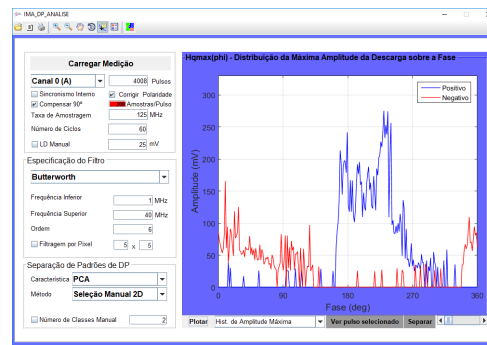 IMA_DP_ANALISE
Carregar Medição
Canal 0 (A)
4008 Pulsos
Sincronismo Interno
Corrigir Polaridade
Compensar 90º
300 Amostras/Pulso
Taxa de Amostragem
125 MHz
Número de Ciclos
60
LD Manual
25 mV
Especificação do Filtro
Butterworth
Frequência Inferior
1 MHz
Frequência Superior
40 MHz
Ordem
6
Filtragem por Pixel
5 x 5
Separação de Padrões de DP
Característica
PCA
Método
Seleção Manual 2D
Número de Classes Manual
2
Hqmax(phi) - Distribuição da Máxima Amplitude da Descarga sobre a Fase
Positivo
Negativo
300
250
200
150
100
50
0
Amplitude (mV)
0 90 180 270 360
Fase (deg)
Plotar
Hist. de Amplitude Máxima
Ver pulso selecionado
Separar